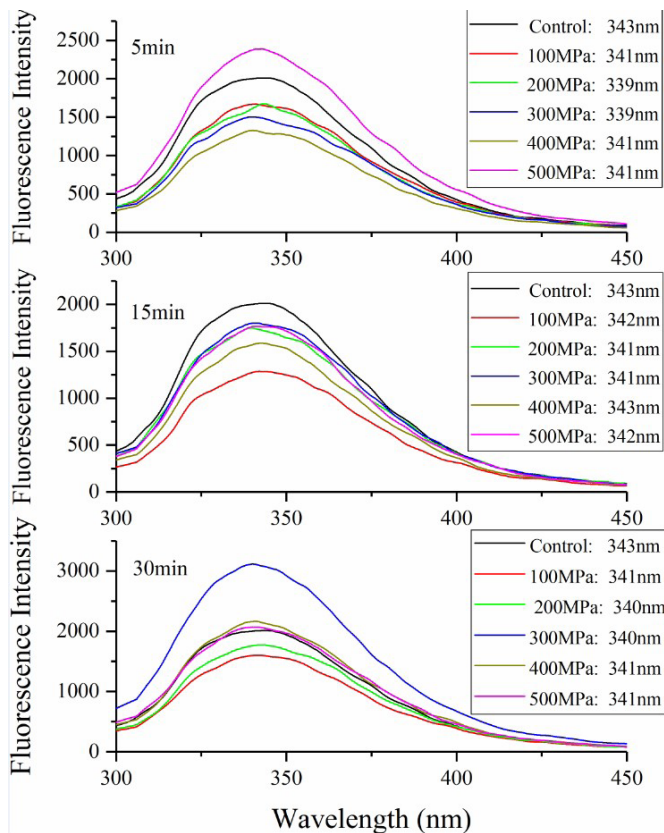 5min
Fluorescence Intensity
2500
2000
1500
1000
500
0
300
350
400
450
Control: 343nm
100MPa: 341nm
200MPa: 339nm
300MPa: 339nm
400MPa: 341nm
500MPa: 341nm
15min
Fluorescence Intensity
2000
1500
1000
500
0
300
350
400
450
Control: 343nm
100MPa: 342nm
200MPa: 341nm
300MPa: 341nm
400MPa: 343nm
500MPa: 342nm
30min
Fluorescence Intensity
3000
2000
1000
0
300
350
400
450
Control: 343nm
100MPa: 341nm
200MPa: 340nm
300MPa: 340nm
400MPa: 341nm
500MPa: 341nm
Wavelength (nm)